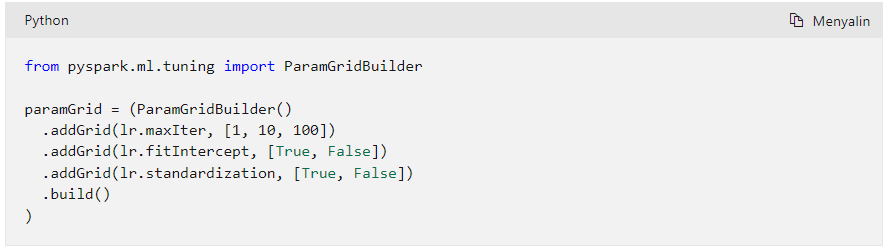 Python Menyalin
from pyspark.ml.tuning import ParamGridBuilder
paramGrid = (ParamGridBuilder()
  .addGrid(lr.maxIter, [1, 10, 100])
  .addGrid(lr.fitIntercept, [True, False])
  .addGrid(lr.standardization, [True, False])
  .build()
)